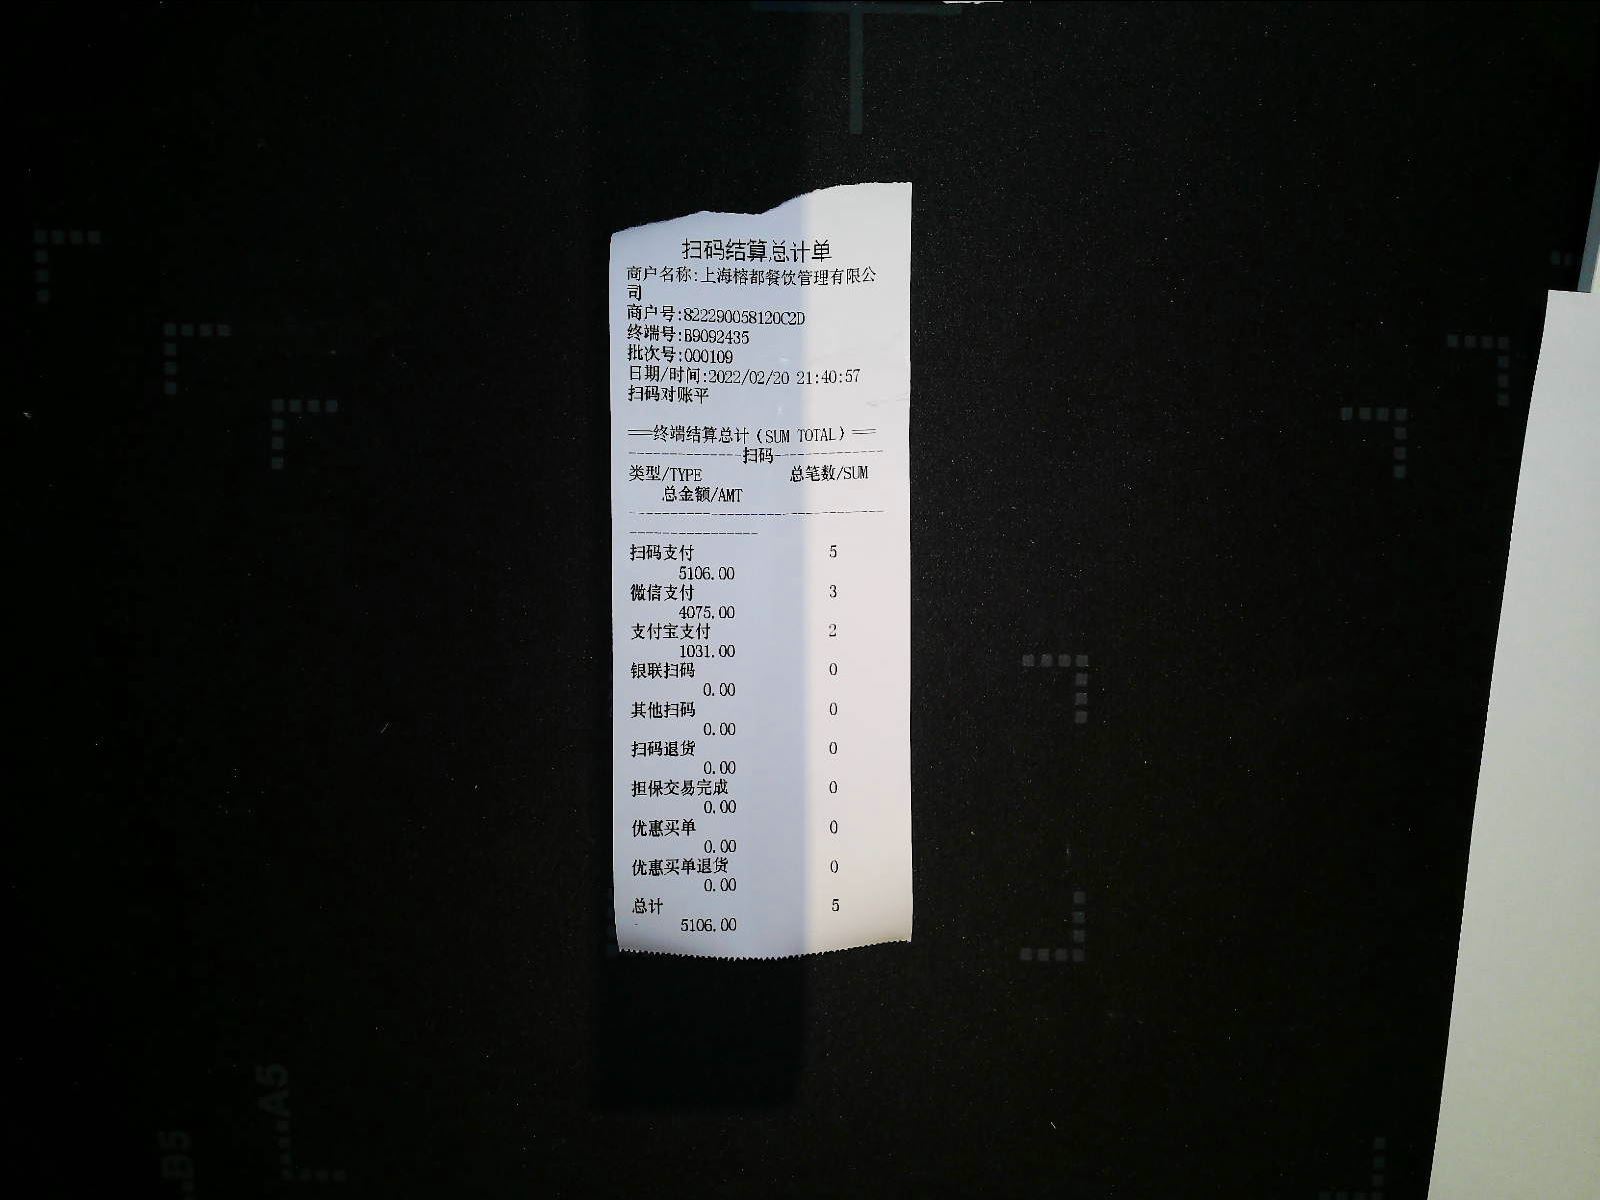 扫码结算总计单
商户名称:上海榕都餐饮管理有限公
司
商户号:822290058120C2D
终端号:B9092435
批次号:000109
日期/时间:2022/02/20 21:40:57
扫码对账平
══终端结算总计(SUM TOTAL)══
--------------扫码--------------
类型/TYPE 总笔数/SUM
总金额/AMT
扫码支付 5
5106.00
微信支付 3
4075.00
支付宝支付 2
1031.00
银联扫码 0
0.00
其他扫码 0
0.00
扫码退货 0
0.00
担保交易完成 0
0.00
优惠买单 0
0.00
优惠买单退货 0
0.00
总计 5
5106.00
A5
B5